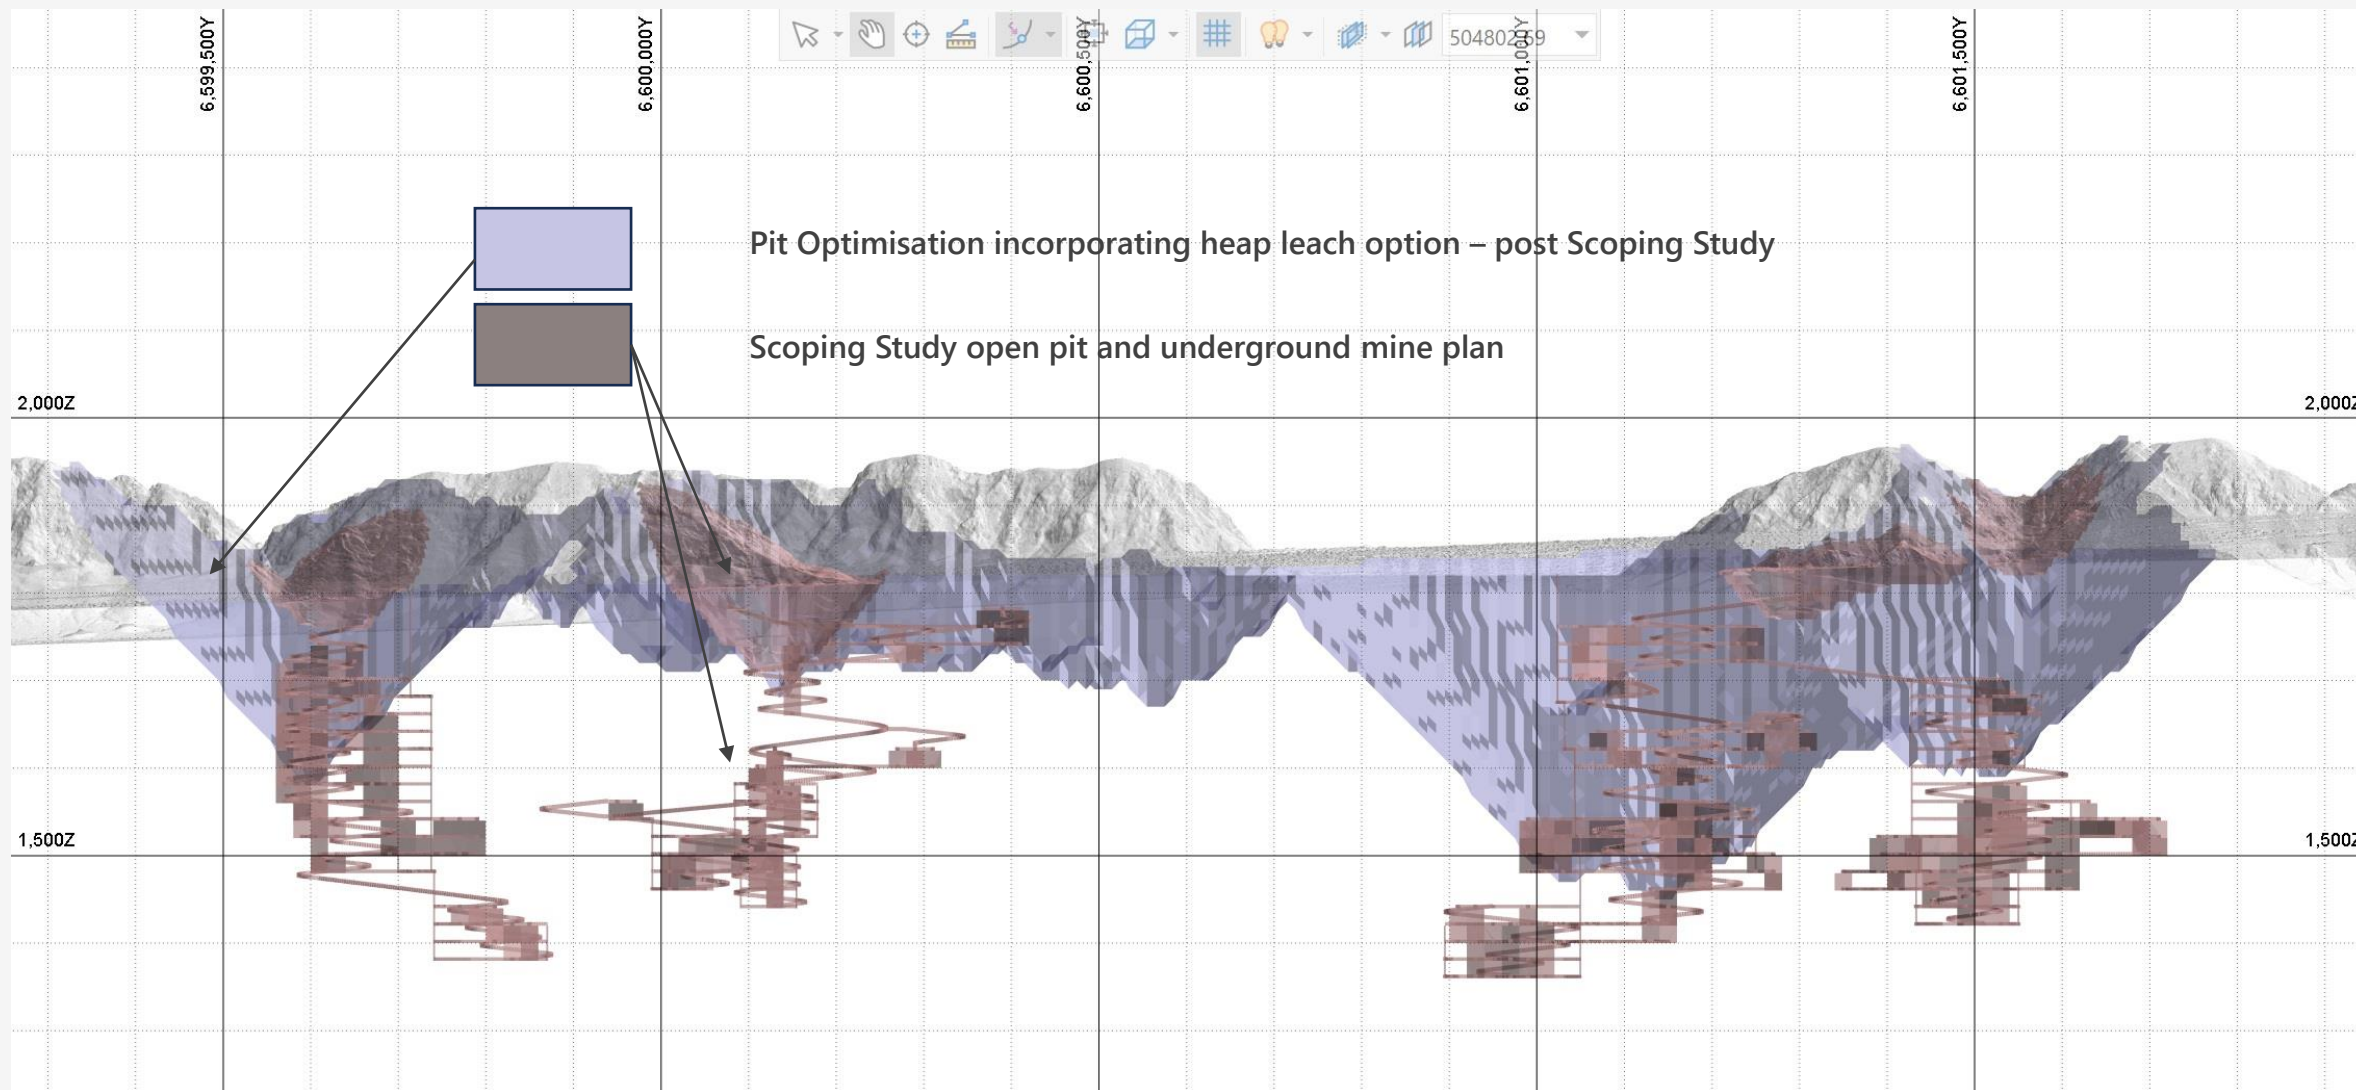 6,599,500Y
6,600,000Y
6,600,500Y
6,601,000Y
6,601,500Y
504802.69
Pit Optimisation incorporating heap leach option – post Scoping Study
Scoping Study open pit and underground mine plan
2,000Z
2,000Z
1,500Z
1,500Z